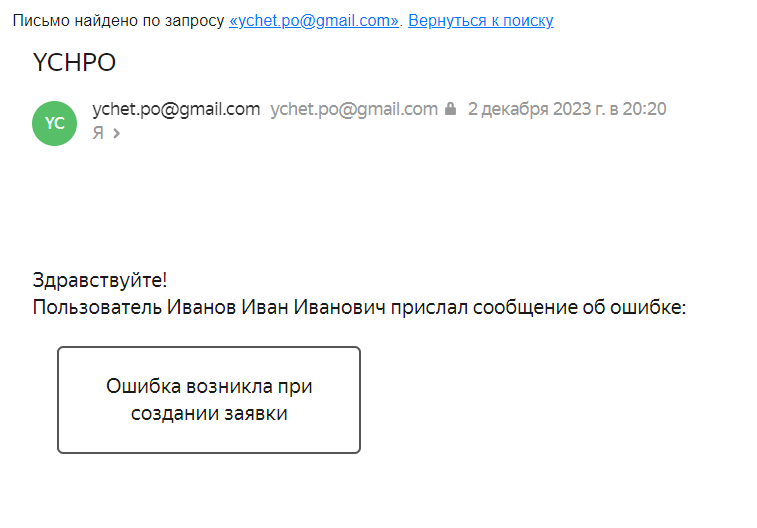 Письмо найдено по запросу «ychet.po@gmail.com». Вернуться к поиску
YCHPO
YC
ychet.po@gmail.com ychet.po@gmail.com 2 декабря 2023 г. в 20:20
Я >
Здравствуйте!
Пользователь Иванов Иван Иванович прислал сообщение об ошибке:
Ошибка возникла при
создании заявки